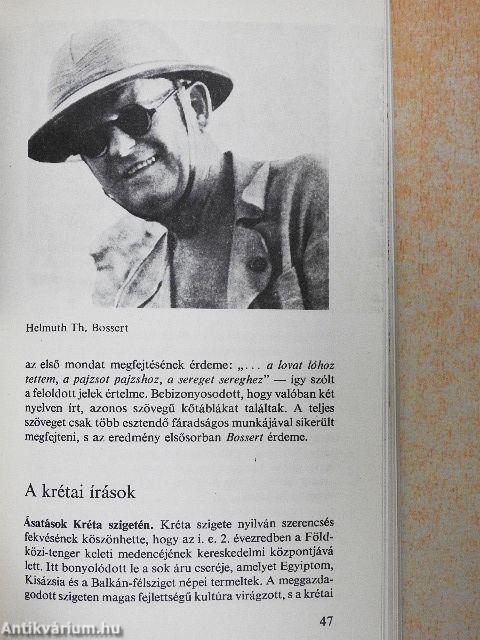 Helmuth Th. Bossert
az első mondat megfejtésének érdeme: „... a lovat lóhoz
tettem, a pajzsot pajzshoz, a sereget sereghez” — így szólt
a feloldott jelek értelme. Bebizonyosodott, hogy valóban két
nyelven írt, azonos szövegű kőtáblákat találtak. A teljes
szöveget csak több esztendő fáradságos munkájával sikerült
megfejteni, s az eredmény elsősorban Bossert érdeme.
A krétai írások
Ásatások Kréta szigetén. Kréta szigete nyilván szerencsés
fekvésének köszönhette, hogy az i. e. 2. évezredben a Föld-
közi-tenger keleti medencéjének kereskedelmi központjává
lett. Itt bonyolódott le a sok áru cseréje, amelyet Egyiptom,
Kisázsia és a Balkán-félsziget népei termeltek. A meggazda-
godott szigeten magas fejlettségű kultúra virágzott, s a krétai
47
© Antikvárium.hu
Antikvárium.hu